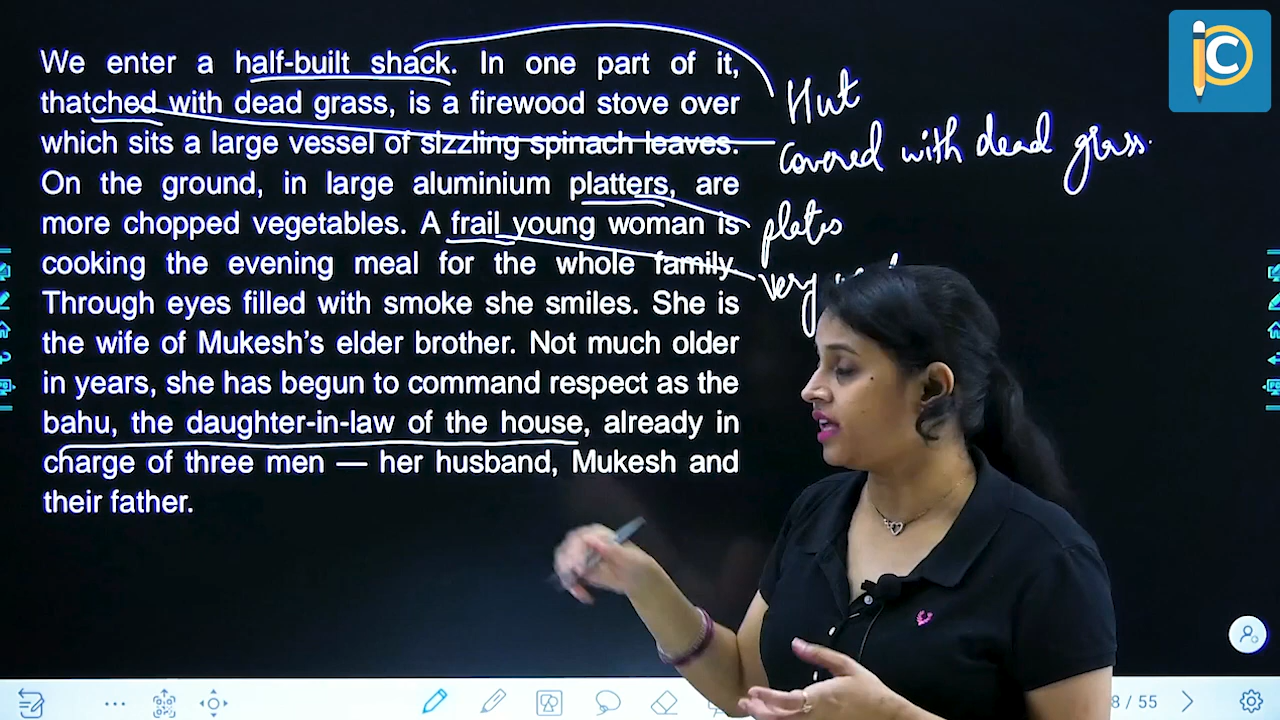 We enter a half-built shack. In one part of it,
thatched with dead grass, is a firewood stove over
which sits a large vessel of sizzling spinach leaves.
On the ground, in large aluminium platters, are
more chopped vegetables. A frail young woman is
cooking the evening meal for the whole family.
Through eyes filled with smoke she smiles. She is
the wife of Mukesh's elder brother. Not much older
in years, she has begun to command respect as the
bahu, the daughter-in-law of the house, already in
charge of three men — her husband, Mukesh and
their father.
Hut
covered with dead grass.
plates
very
PC
8 / 55